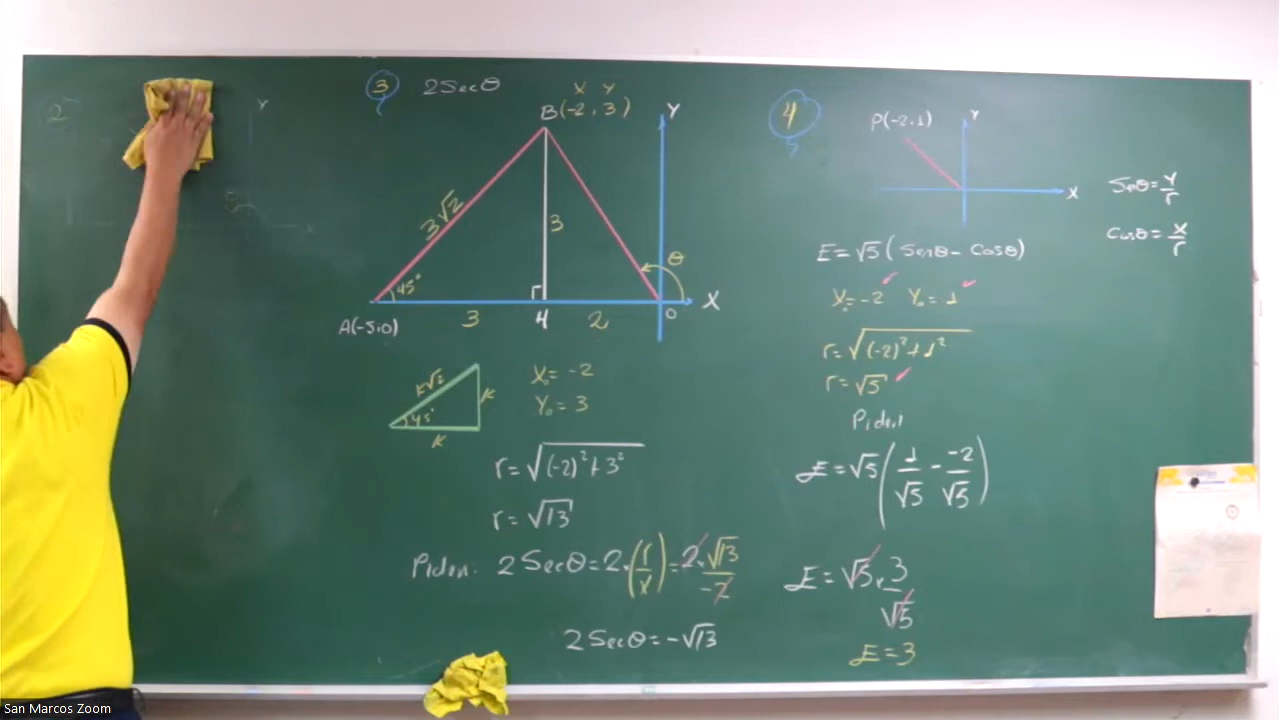 2
Y
3 2Secθ
X Y
B(-2, 3)
Y
3√2
3
θ
45°
X
A(-5,0)
3 H 2 0
K√2
K
45°
K
X₀ = -2
Y₀ = 3
r = √(-2)² + 3²
r = √13
Piden: 2Secθ = 2·(r/x) = 2·√13/-2
2Secθ = -√13
4
P(-2,1)
Y
X
Senθ = Y/r
Cosθ = X/r
E = √5(Senθ - Cosθ)
X₀ = -2 Y₀ = 1
r = √(-2)² + 1²
r = √5
Piden
E = √5(1/√5 - -2/√5)
E = √5·3/√5
E = 3
San Marcos Zoom